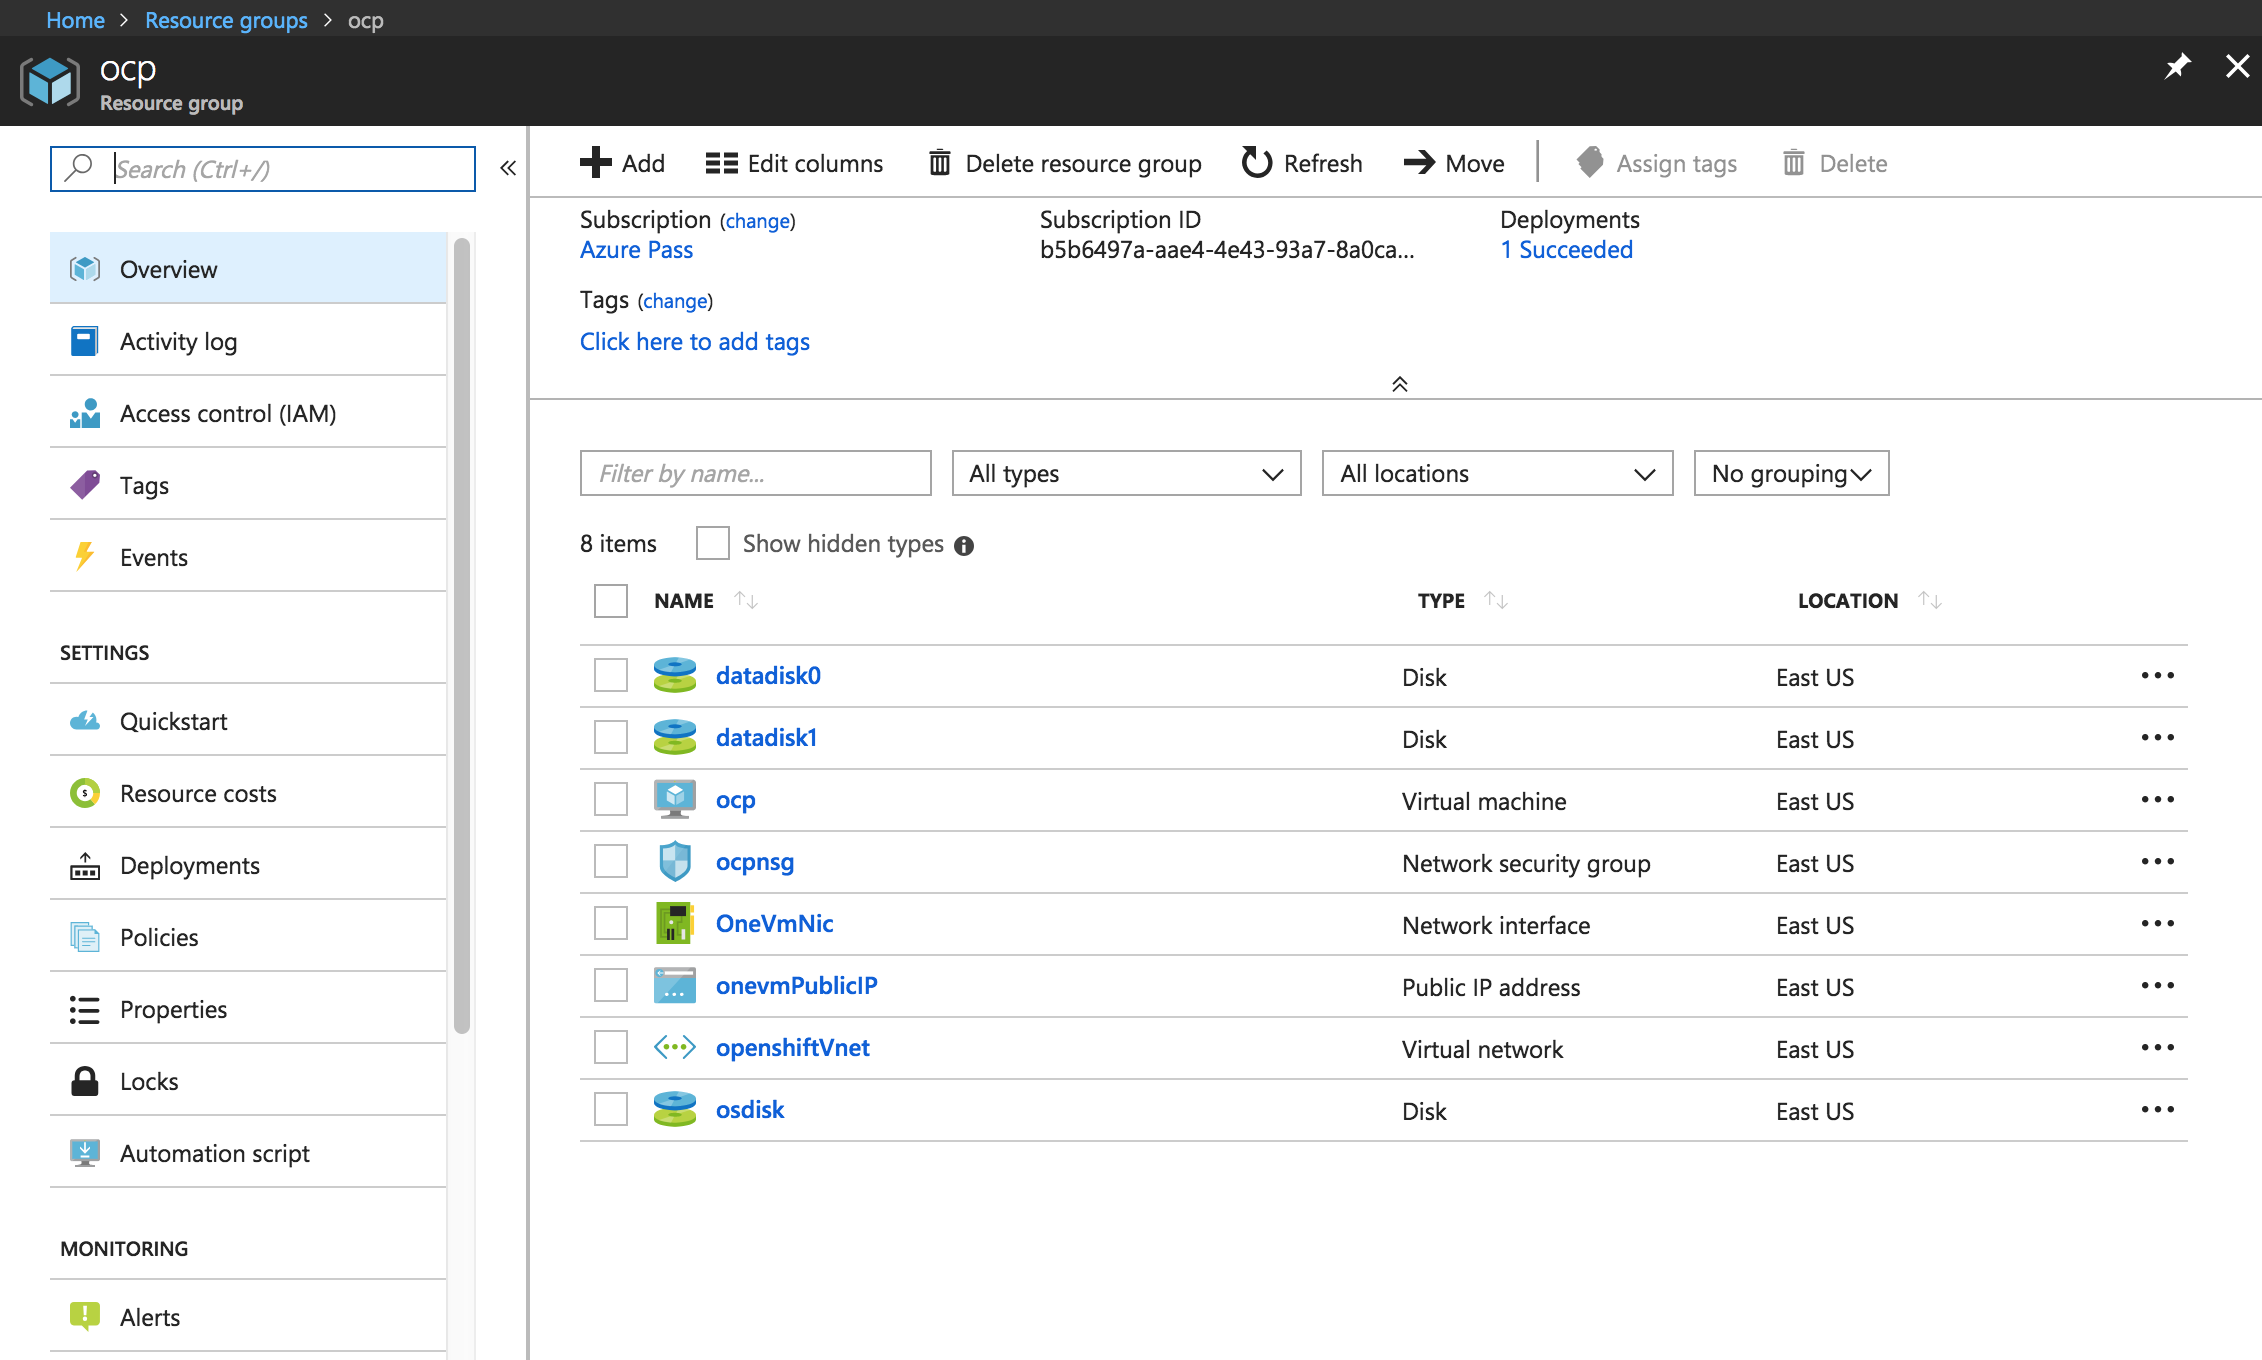 Home > Resource groups > ocp
ocp
Resource group
Search (Ctrl+/)
«
Overview
Activity log
Access control (IAM)
Tags
Events
SETTINGS
Quickstart
Resource costs
Deployments
Policies
Properties
Locks
Automation script
MONITORING
Alerts
Add Edit columns Delete resource group Refresh Move Assign tags Delete
Subscription (change) Subscription ID Deployments
Azure Pass b5b6497a-aae4-4e43-93a7-8a0ca... 1 Succeeded
Tags (change)
Click here to add tags
Filter by name... All types All locations No grouping
8 items Show hidden types
NAME TYPE LOCATION
datadisk0 Disk East US
datadisk1 Disk East US
ocp Virtual machine East US
ocpnsg Network security group East US
OneVmNic Network interface East US
onevmPublicIP Public IP address East US
openshiftVnet Virtual network East US
osdisk Disk East US